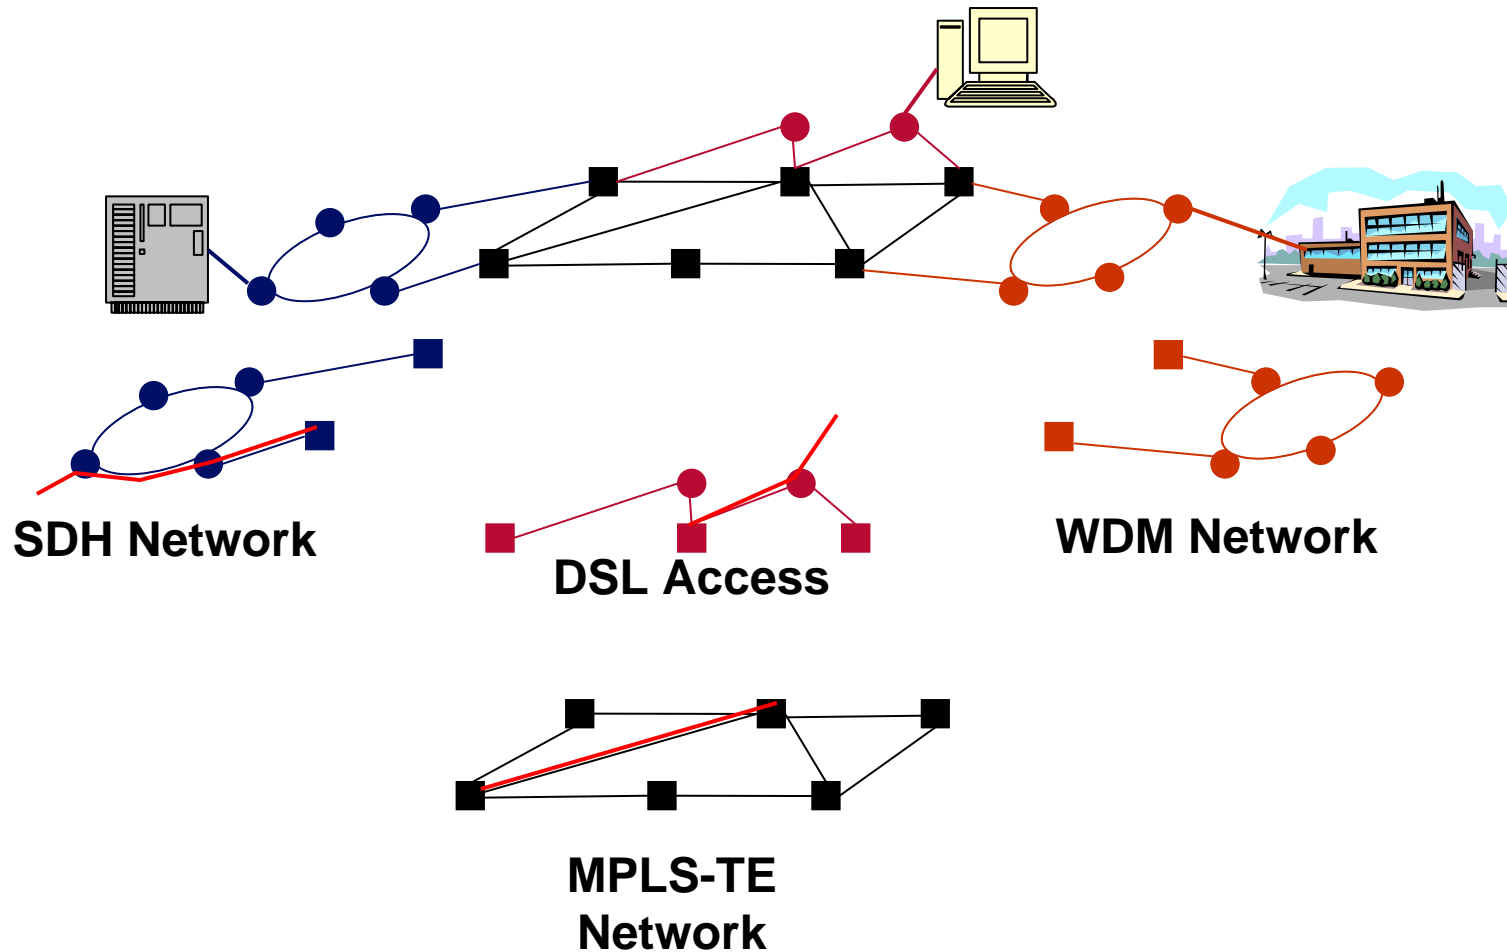 SDH Network
WDM Network
DSL Access
MPLS-TE
Network